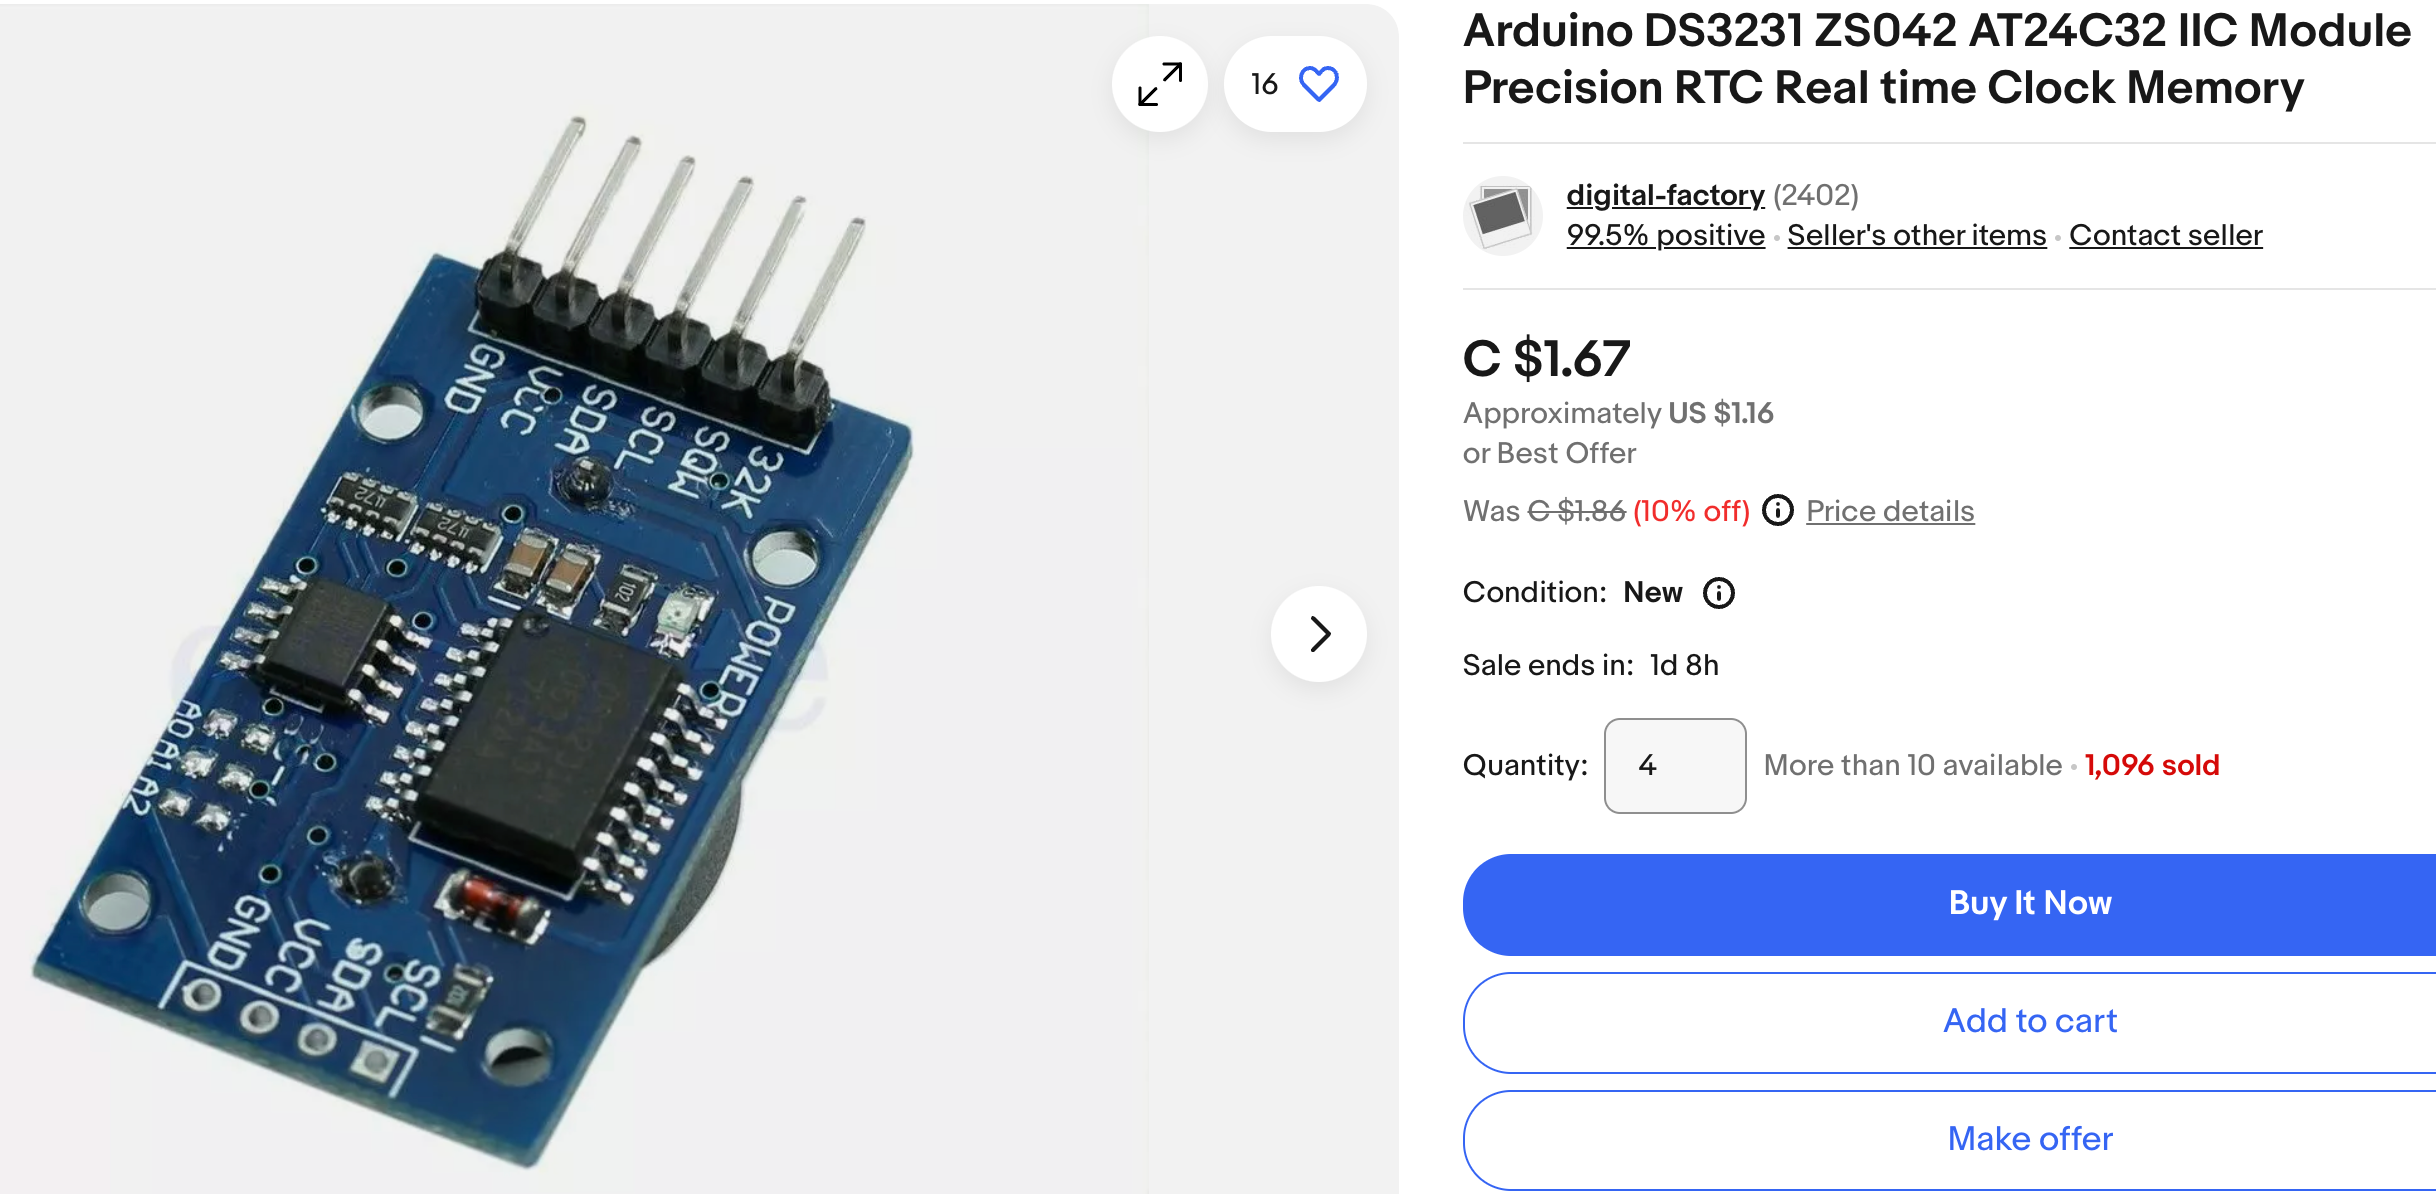 16
GND
VCC
SDA
SCL
SQW
32K
472
472
102
POWER
A0
A1
A2
GND
VCC
SDA
SCL
102
Arduino DS3231 ZS042 AT24C32 IIC Module
Precision RTC Real time Clock Memory
digital-factory (2402)
99.5% positive · Seller's other items · Contact seller
C $1.67
Approximately US $1.16
or Best Offer
Was C $1.86 (10% off) Price details
Condition: New
Sale ends in: 1d 8h
Quantity: 4 More than 10 available · 1,096 sold
Buy It Now
Add to cart
Make offer